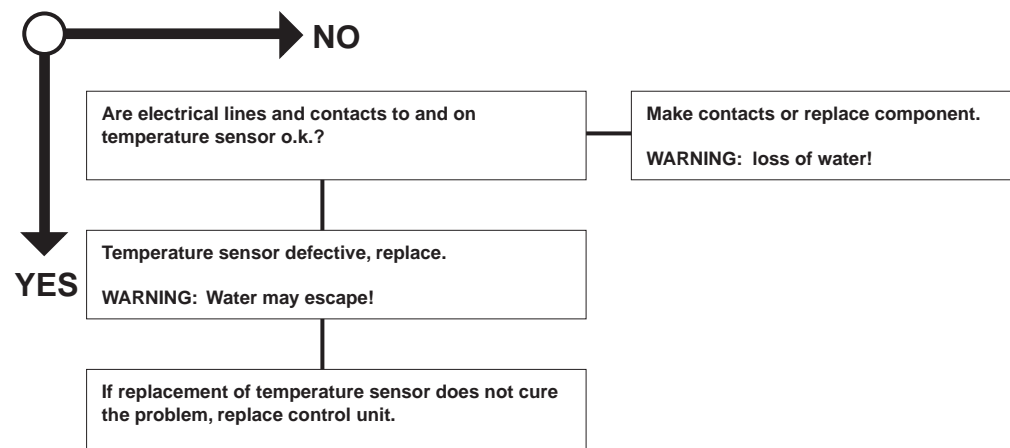 NO
Are electrical lines and contacts to and on
temperature sensor o.k.?
Make contacts or replace component.
WARNING: loss of water!
YES
Temperature sensor defective, replace.
WARNING: Water may escape!
If replacement of temperature sensor does not cure
the problem, replace control unit.